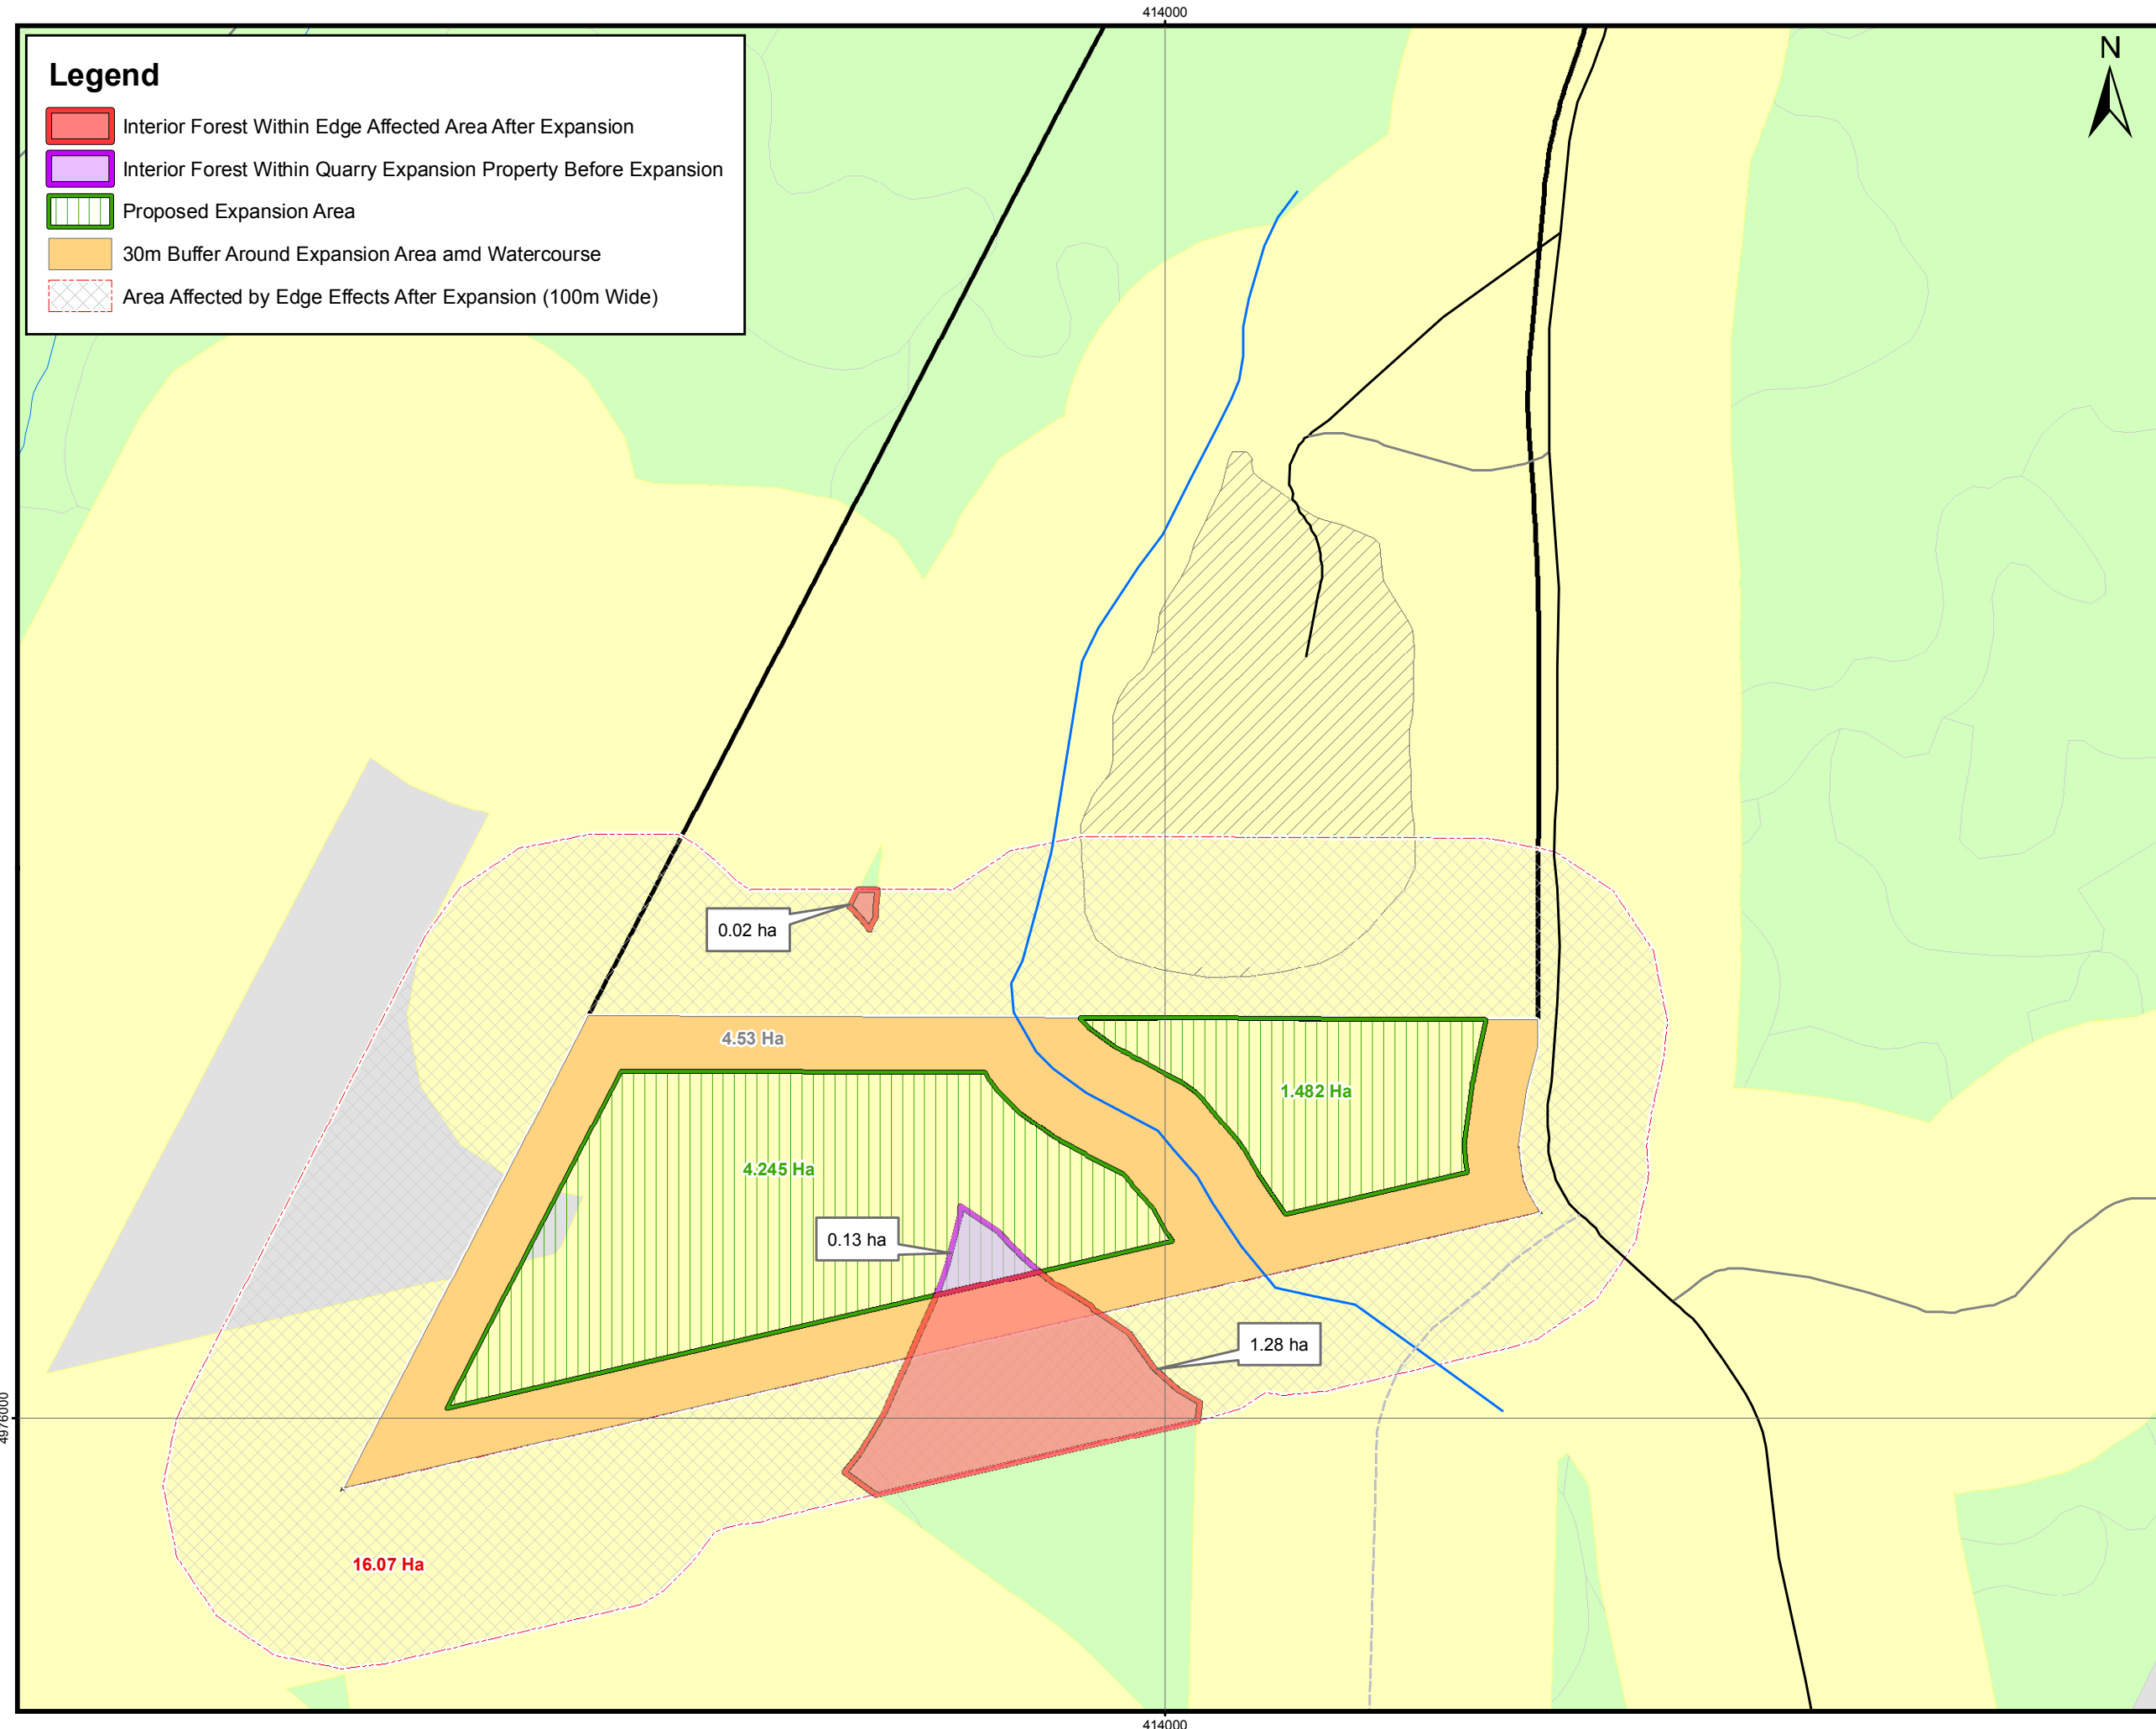 414000
N
Legend
Interior Forest Within Edge Affected Area After Expansion
Interior Forest Within Quarry Expansion Property Before Expansion
Proposed Expansion Area
30m Buffer Around Expansion Area amd Watercourse
Area Affected by Edge Effects After Expansion (100m Wide)
0.02 ha
4.53 Ha
1.482 Ha
4.245 Ha
0.13 ha
1.28 ha
4976000
16.07 Ha
414000